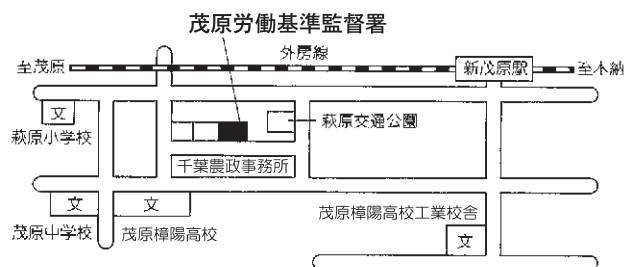 茂原労働基準監督署
外房線
至茂原
新茂原駅
至本納
文
萩原小学校
萩原交通公園
千葉農政事務所
文
文
茂原中学校
茂原樟陽高校
茂原樟陽高校工業校舎
文